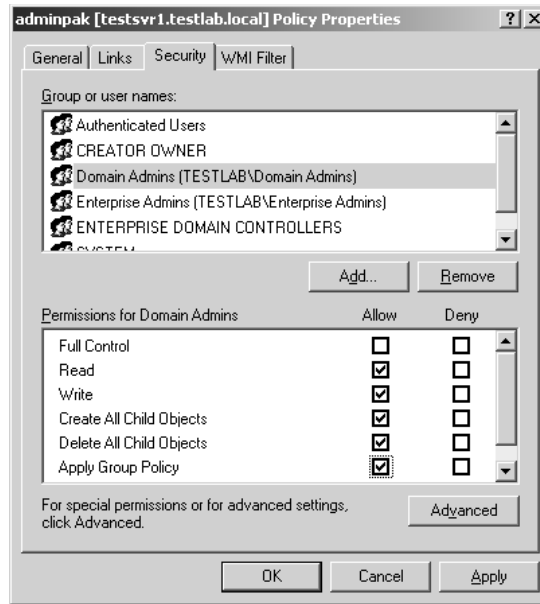 adminpak [testsvr1.testlab.local] Policy Properties
General Links Security WMI Filter
Group or user names:
Authenticated Users
CREATOR OWNER
Domain Admins (TESTLAB\Domain Admins)
Enterprise Admins (TESTLAB\Enterprise Admins)
ENTERPRISE DOMAIN CONTROLLERS
SYSTEM
Add... Remove
Permissions for Domain Admins Allow Deny
Full Control
Read
Write
Create All Child Objects
Delete All Child Objects
Apply Group Policy
For special permissions or for advanced settings,
click Advanced.
Advanced
OK Cancel Apply